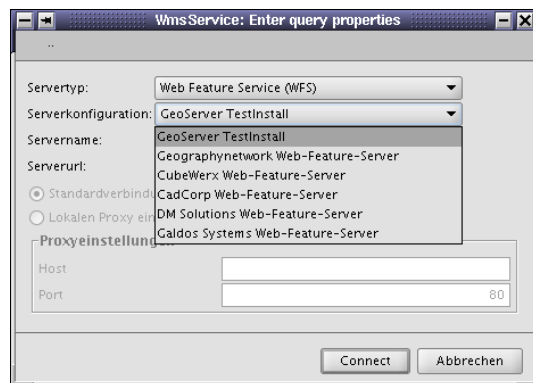 WmsService: Enter query properties
..
Servertyp: Web Feature Service (WFS)
Serverkonfiguration: GeoServer TestInstall
Servername: GeoServer TestInstall
Geographynetwork Web-Feature-Server
Serverurl: CubeWerx Web-Feature-Server
Standardverbindu CadCorp Web-Feature-Server
Lokalen Proxy ein DM Solutions Web-Feature-Server
Proxyeinstellung Galdos Systems Web-Feature-Server
Host
Port 80
Connect Abbrechen